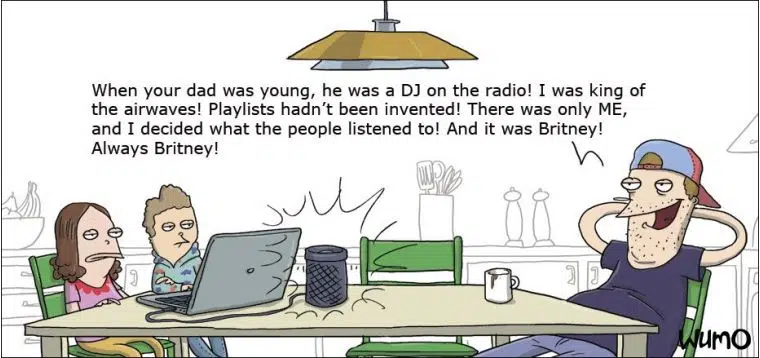 When your dad was young, he was a DJ on the radio! I was king of
the airwaves! Playlists hadn't been invented! There was only ME,
and I decided what the people listened to! And it was Britney!
Always Britney!
WUMO